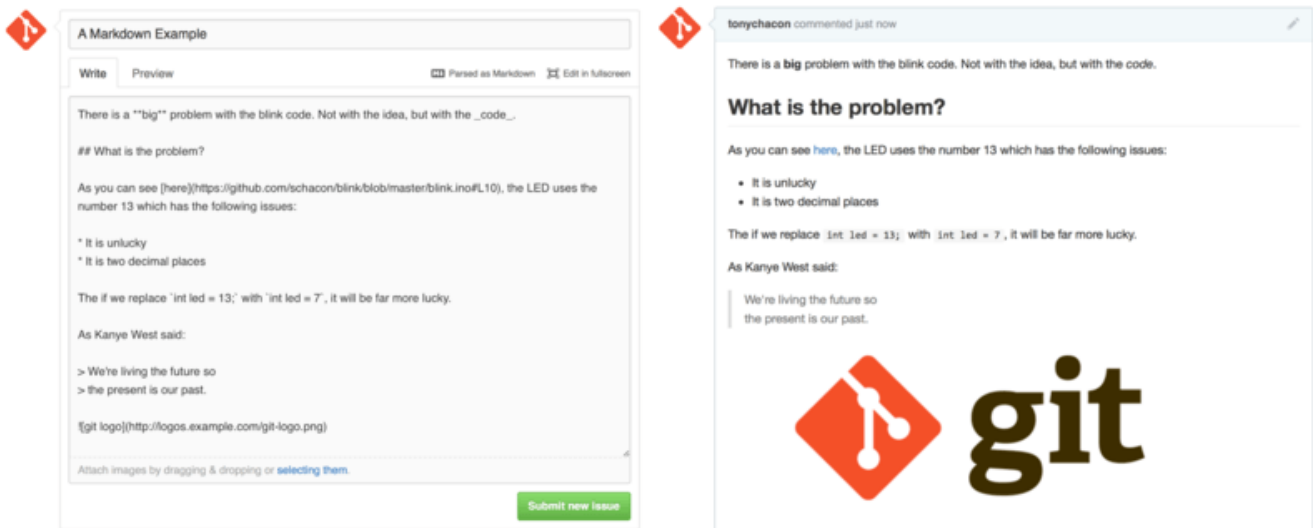 A Markdown Example
Write Preview Parsed as Markdown Edit in fullscreen
There is a **big** problem with the blink code. Not with the idea, but with the _code_.
## What is the problem?
As you can see [here](https://github.com/schacon/blink/blob/master/blink.ino#L10), the LED uses the
number 13 which has the following issues:
* It is unlucky
* It is two decimal places
The if we replace `int led = 13;` with `int led = 7`, it will be far more lucky.
As Kanye West said:
> We're living the future so
> the present is our past.
![git logo](http://logos.example.com/git-logo.png)
Attach images by dragging & dropping or selecting them.
Submit new issue
tonychacon commented just now
There is a big problem with the blink code. Not with the idea, but with the code.
What is the problem?
As you can see here, the LED uses the number 13 which has the following issues:
• It is unlucky
• It is two decimal places
The if we replace int led = 13; with int led = 7, it will be far more lucky.
As Kanye West said:
We're living the future so
the present is our past.
git